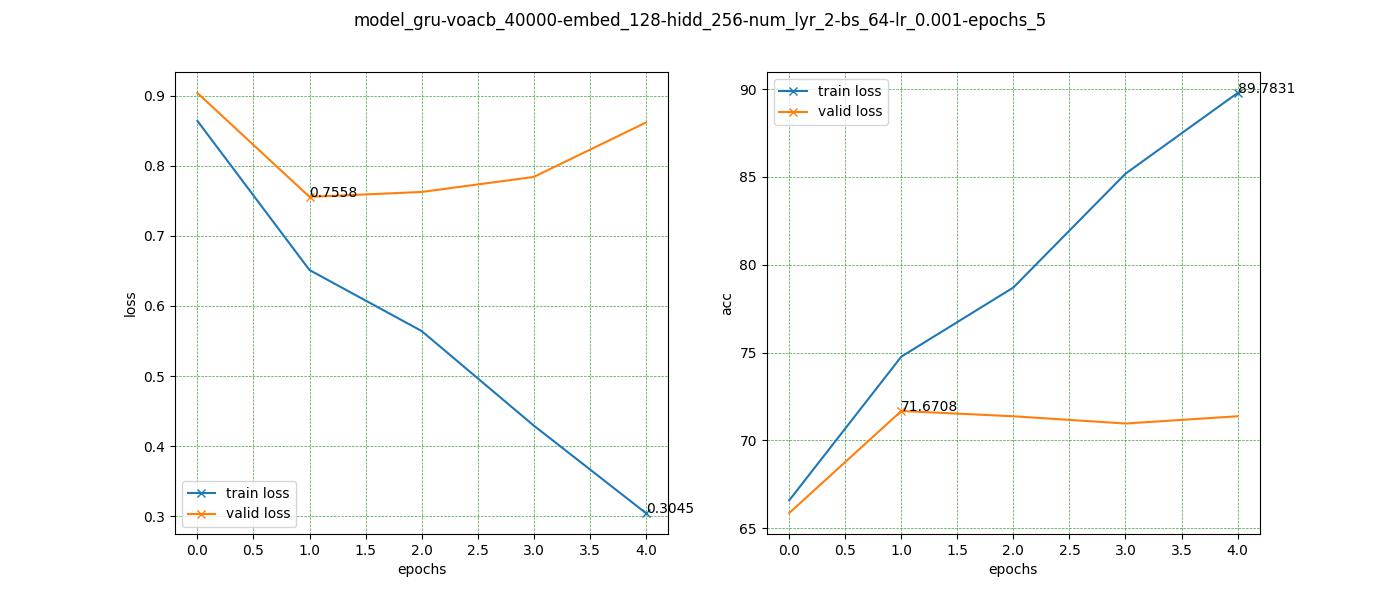 model_gru-voacb_40000-embed_128-hidd_256-num_lyr_2-bs_64-lr_0.001-epochs_5
0.9
0.8
0.7
0.6
0.5
0.4
0.3
loss
0.7558
0.3045
train loss
valid loss
0.0 0.5 1.0 1.5 2.0 2.5 3.0 3.5 4.0
epochs
90
85
80
75
70
65
acc
train loss
valid loss
89.7831
71.6708
0.0 0.5 1.0 1.5 2.0 2.5 3.0 3.5 4.0
epochs